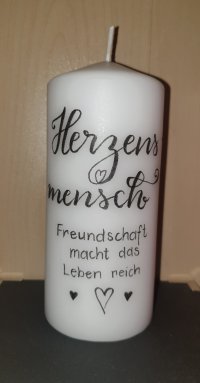 Herzens
mensch
Freundschaft
macht das
Leben reich